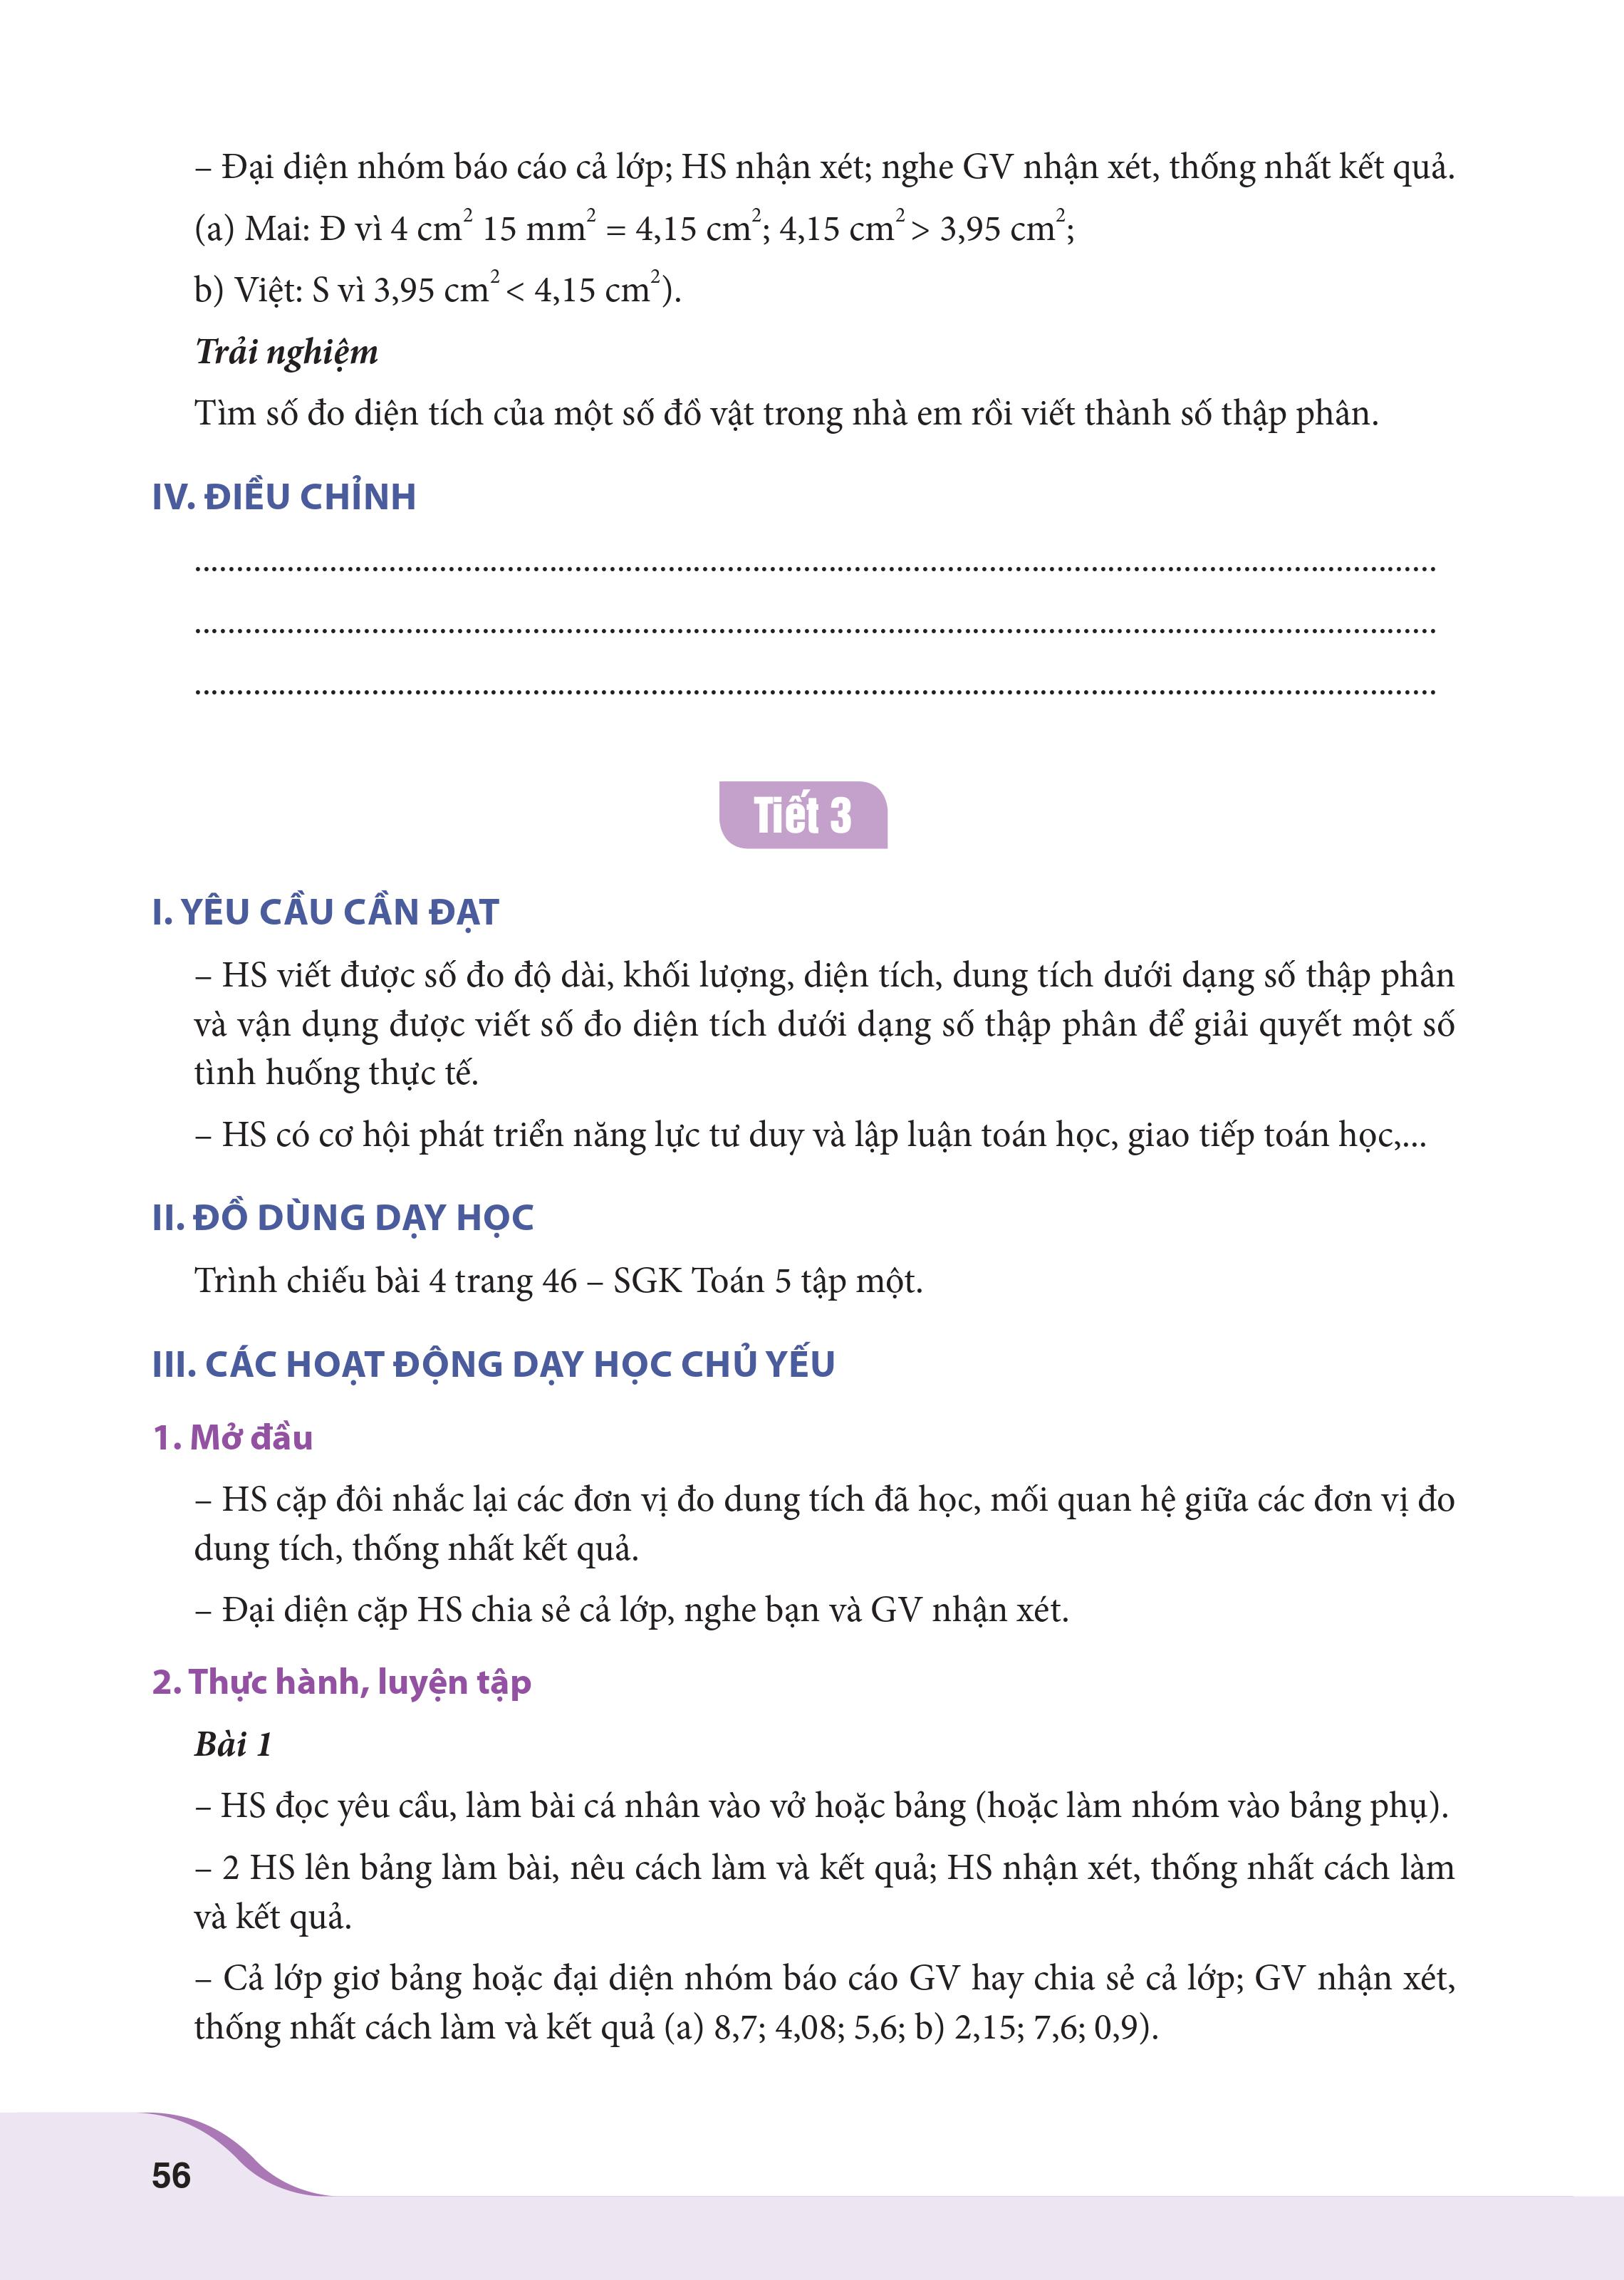 – Đại diện nhóm báo cáo cả lớp; HS nhận xét; nghe GV nhận xét, thống nhất kết quả.
(a) Mai: Đ vì 4 cm² 15 mm² = 4,15 cm²; 4,15 cm² > 3,95 cm²;
b) Việt: S vì 3,95 cm² < 4,15 cm²).
Trải nghiệm
Tìm số đo diện tích của một số đồ vật trong nhà em rồi viết thành số thập phân.
IV. ĐIỀU CHỈNH
....................................................................................................
....................................................................................................
....................................................................................................
Tiết 3
I. YÊU CẦU CẦN ĐẠT
– HS viết được số đo độ dài, khối lượng, diện tích, dung tích dưới dạng số thập phân
và vận dụng được viết số đo diện tích dưới dạng số thập phân để giải quyết một số
tình huống thực tế.
– HS có cơ hội phát triển năng lực tư duy và lập luận toán học, giao tiếp toán học,...
II. ĐỒ DÙNG DẠY HỌC
Trình chiếu bài 4 trang 46 – SGK Toán 5 tập một.
III. CÁC HOẠT ĐỘNG DẠY HỌC CHỦ YẾU
1. Mở đầu
– HS cặp đôi nhắc lại các đơn vị đo dung tích đã học, mối quan hệ giữa các đơn vị đo
dung tích, thống nhất kết quả.
– Đại diện cặp HS chia sẻ cả lớp, nghe bạn và GV nhận xét.
2. Thực hành, luyện tập
Bài 1
– HS đọc yêu cầu, làm bài cá nhân vào vở hoặc bảng (hoặc làm nhóm vào bảng phụ).
– 2 HS lên bảng làm bài, nêu cách làm và kết quả; HS nhận xét, thống nhất cách làm
và kết quả.
– Cả lớp giơ bảng hoặc đại diện nhóm báo cáo GV hay chia sẻ cả lớp; GV nhận xét,
thống nhất cách làm và kết quả (a) 8,7; 4,08; 5,6; b) 2,15; 7,6; 0,9).
56